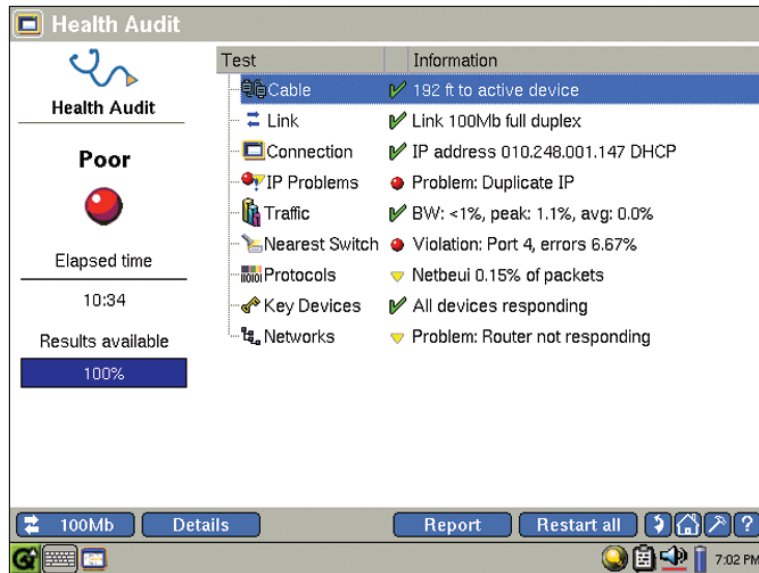 Health Audit
Test Information
Health Audit
Cable 192 ft to active device
Link Link 100Mb full duplex
Poor
Connection IP address 010.248.001.147 DHCP
IP Problems Problem: Duplicate IP
Traffic BW: <1%, peak: 1.1%, avg: 0.0%
Elapsed time
Nearest Switch Violation: Port 4, errors 6.67%
Protocols Netbeui 0.15% of packets
10:34
Key Devices All devices responding
Results available
Networks Problem: Router not responding
100%
100Mb Details Report Restart all ?
7:02 PM